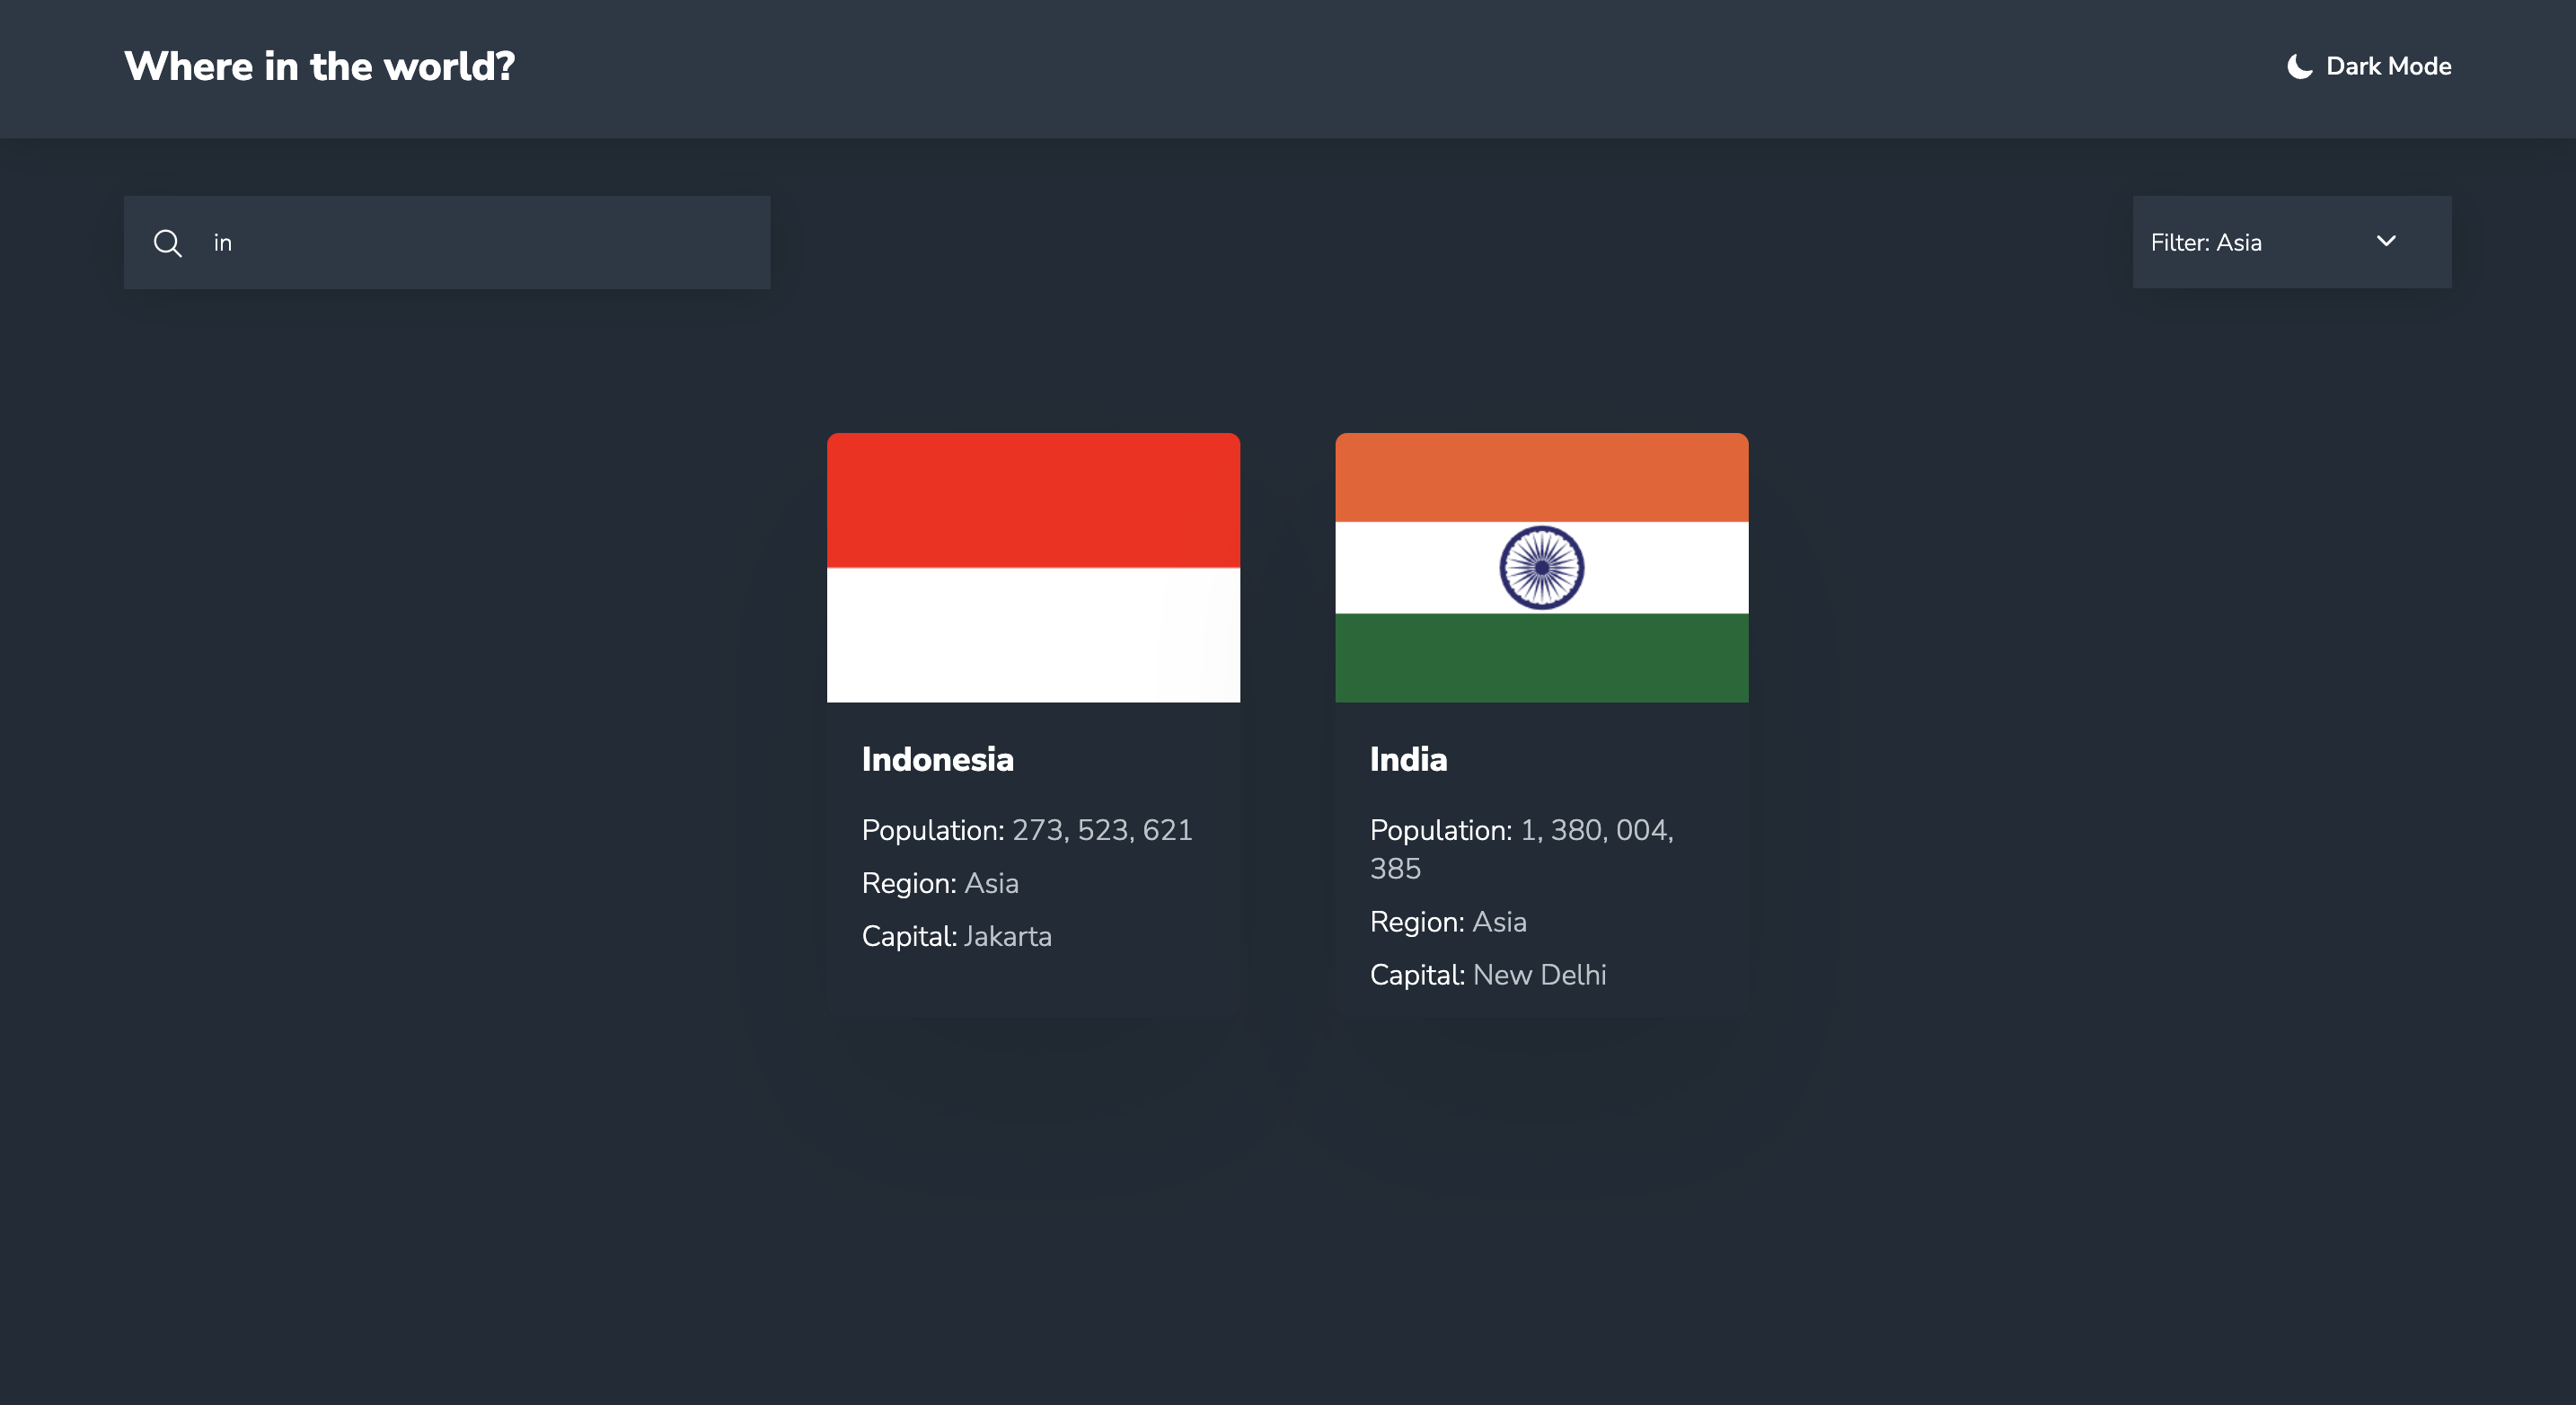 Where in the world?
Dark Mode
in
Filter: Asia
Indonesia
Population: 273, 523, 621
Region: Asia
Capital: Jakarta
India
Population: 1, 380, 004,
385
Region: Asia
Capital: New Delhi